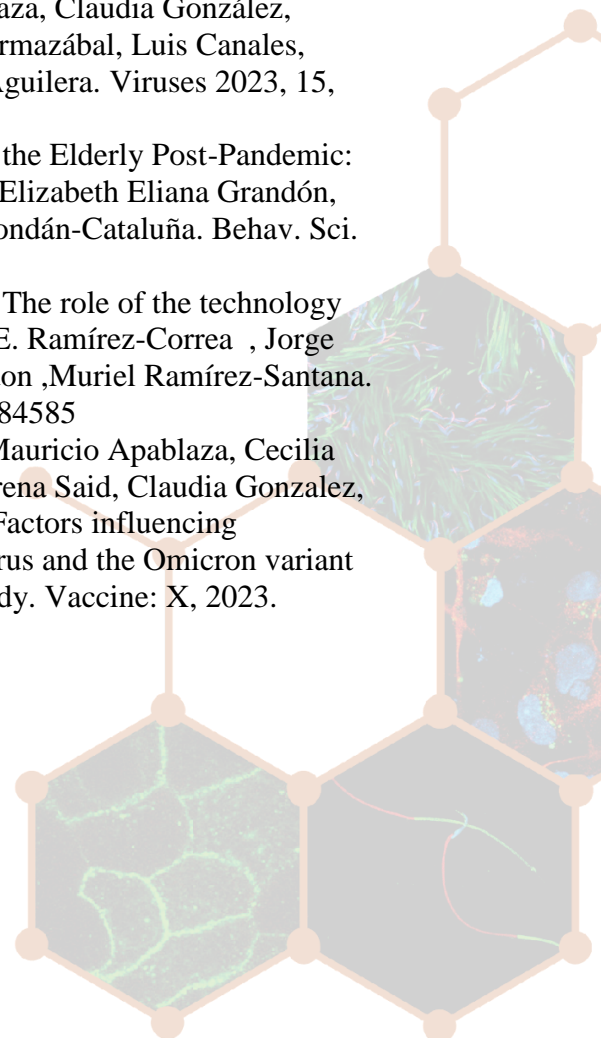 aza, Claudia González,
rmazábal, Luis Canales,
Aguilera. Viruses 2023, 15,
the Elderly Post-Pandemic:
Elizabeth Eliana Grandón,
ondán-Cataluña. Behav. Sci.
The role of the technology
E. Ramírez-Correa , Jorge
on ,Muriel Ramírez-Santana.
84585
Mauricio Apablaza, Cecilia
rena Said, Claudia Gonzalez,
Factors influencing
rus and the Omicron variant
dy. Vaccine: X, 2023.